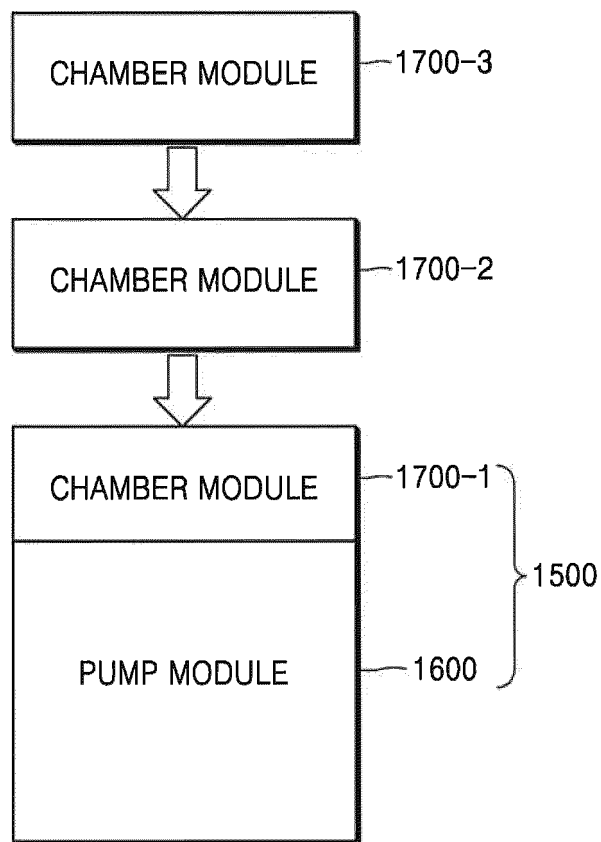 CHAMBER MODULE 1700-3
CHAMBER MODULE 1700-2
CHAMBER MODULE 1700-1
1500
PUMP MODULE 1600